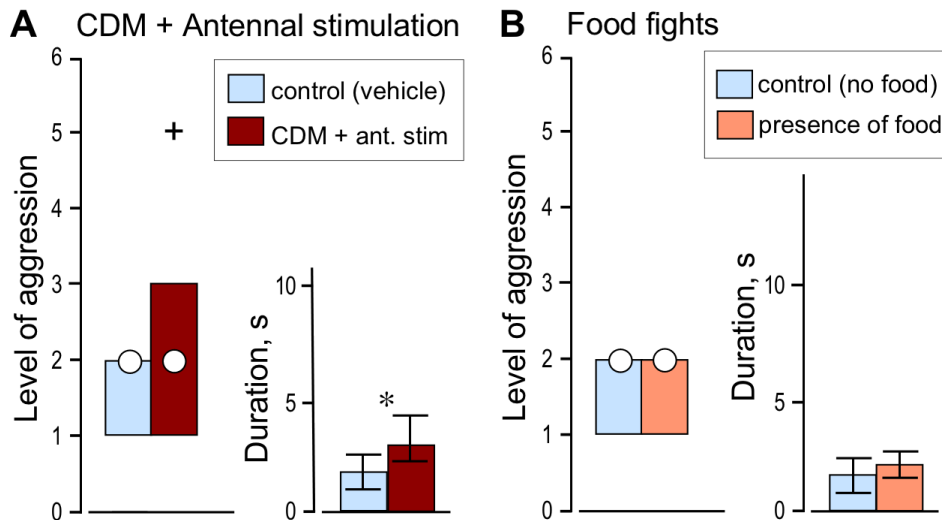 A CDM + Antennal stimulation
6
5
4
3
2
1
0
Level of aggression
control (vehicle)
CDM + ant. stim
+
10
5
0
Duration, s
*
B Food fights
6
5
4
3
2
1
0
Level of aggression
control (no food)
presence of food
10
5
0
Duration, s